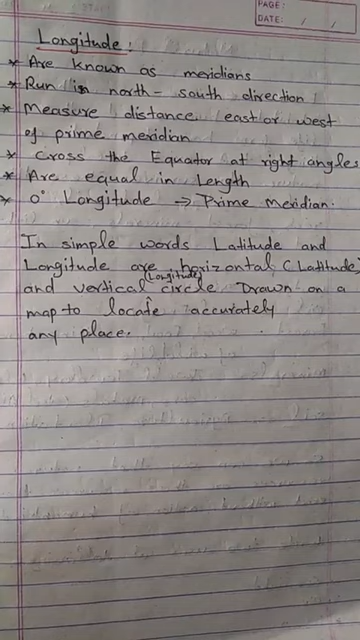 PAGE:
DATE: / /
Longitude:
* Are known as meridians
* Run in north-south direction
* Measure distance east or west
of prime meridian
* Cross the Equator at right angles
* Are equal in Length
* 0° Longitude → Prime Meridian.
In simple words Latitude and
Longitude are horizontal (Latitude)
and vertical (Longitude) circle Drawn on a
map to locate accurately
any place.